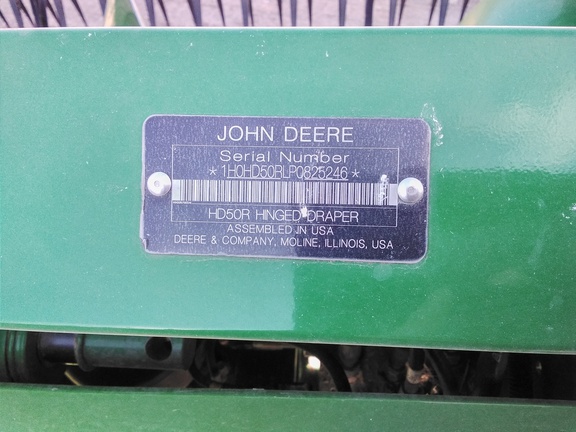 JOHN DEERE
Serial Number
*1H0HD50RLP0825246*
HD50R HINGED DRAPER
ASSEMBLED IN USA
DEERE & COMPANY, MOLINE, ILLINOIS, USA